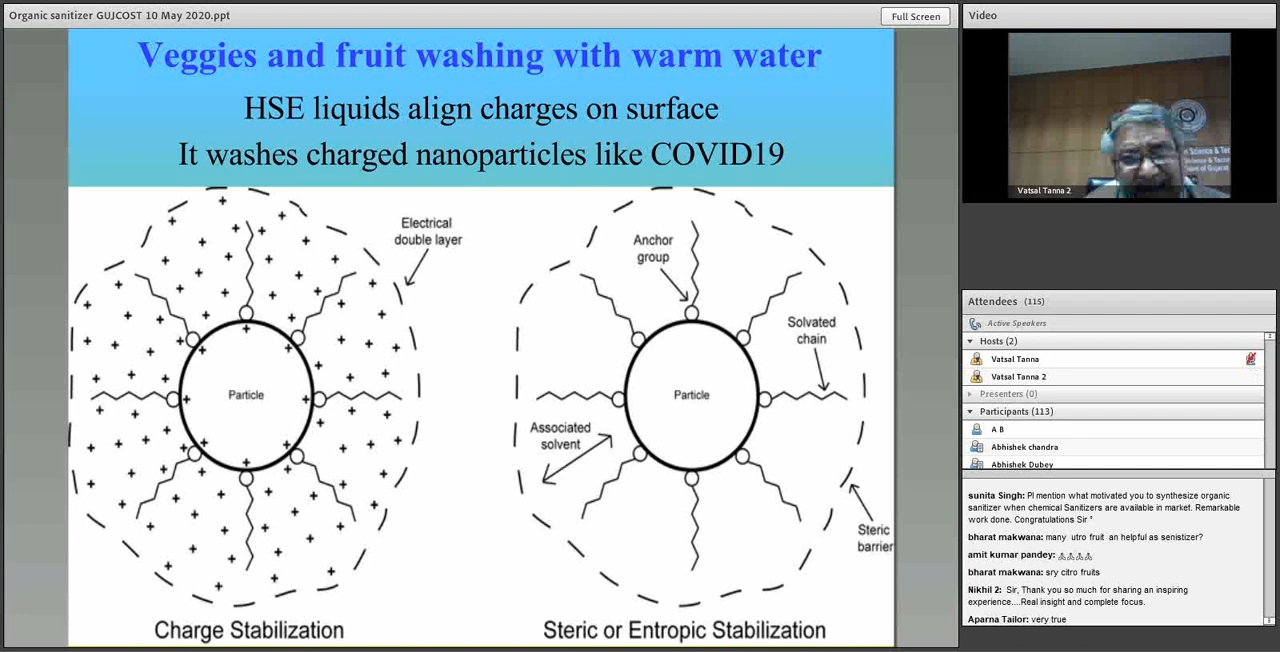 Organic sanitizer GUJCOST 10 May 2020.ppt
Full Screen
Veggies and fruit washing with warm water
HSE liquids align charges on surface
It washes charged nanoparticles like COVID19
Electrical
double layer
Particle
Charge Stabilization
Anchor
group
Solvated
chain
Particle
Associated
solvent
Steric
barrier
Steric or Entropic Stabilization
Video
Vatsal Tanna 2
Attendees (115)
Active Speakers
Hosts (2)
Vatsal Tanna
Vatsal Tanna 2
Presenters (0)
Participants (113)
A B
Abhishek chandra
Abhishek Dubey
sunita Singh: Pl mention what motivated you to synthesize organic
sanitizer when chemical Sanitizers are available in market. Remarkable
work done. Congratulations Sir "
bharat makwana: many utro fruit an helpful as senistizer?
amit kumar pandey:
bharat makwana: sry citro fruits
Nikhil 2: Sir, Thank you so much for sharing an inspiring
experience....Real insight and complete focus.
Aparna Tailor: very true